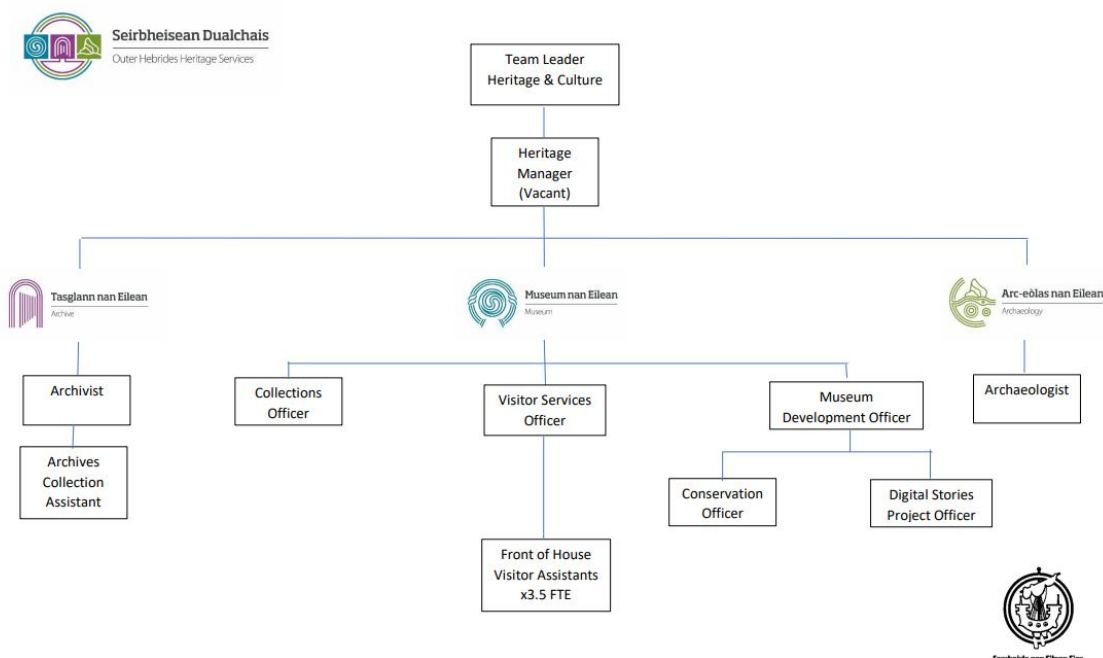 Seirbheisean Dualchais
Outer Hebrides Heritage Services
Team Leader
Heritage & Culture
Heritage
Manager
(Vacant)
Tasglann nan Eilean
Archive
Museum nan Eilean
Museum
Arc-eòlas nan Eilean
Archaeology
Archivist
Archives
Collection
Assistant
Collections
Officer
Visitor Services
Officer
Front of House
Visitor Assistants
x3.5 FTE
Museum
Development Officer
Conservation
Officer
Digital Stories
Project Officer
Archaeologist